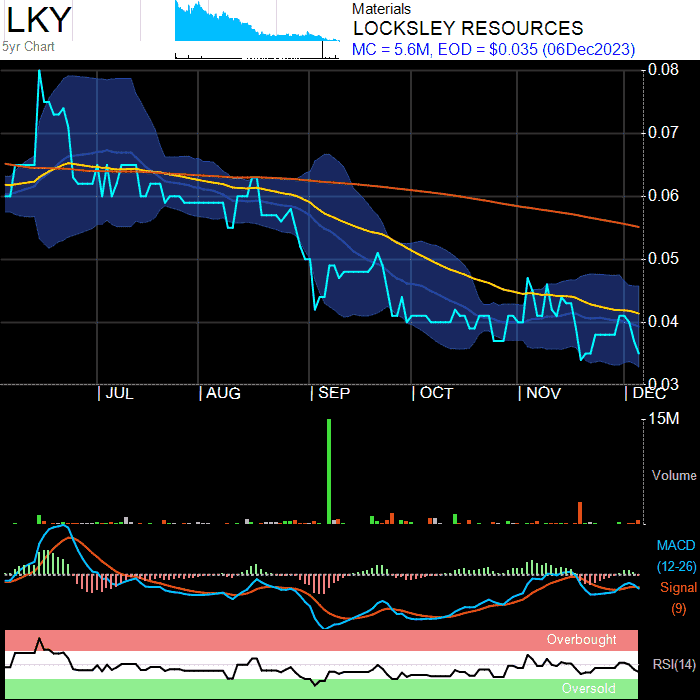 LKY
5yr Chart
Materials
LOCKSLEY RESOURCES
MC = 5.6M, EOD = $0.035 (06Dec2023)
0.08
0.07
0.06
0.05
0.04
0.03
JUL
AUG
SEP
OCT
NOV
DEC
15M
Volume
MACD
(12-26)
Signal
(9)
Overbought
RSI(14)
Oversold